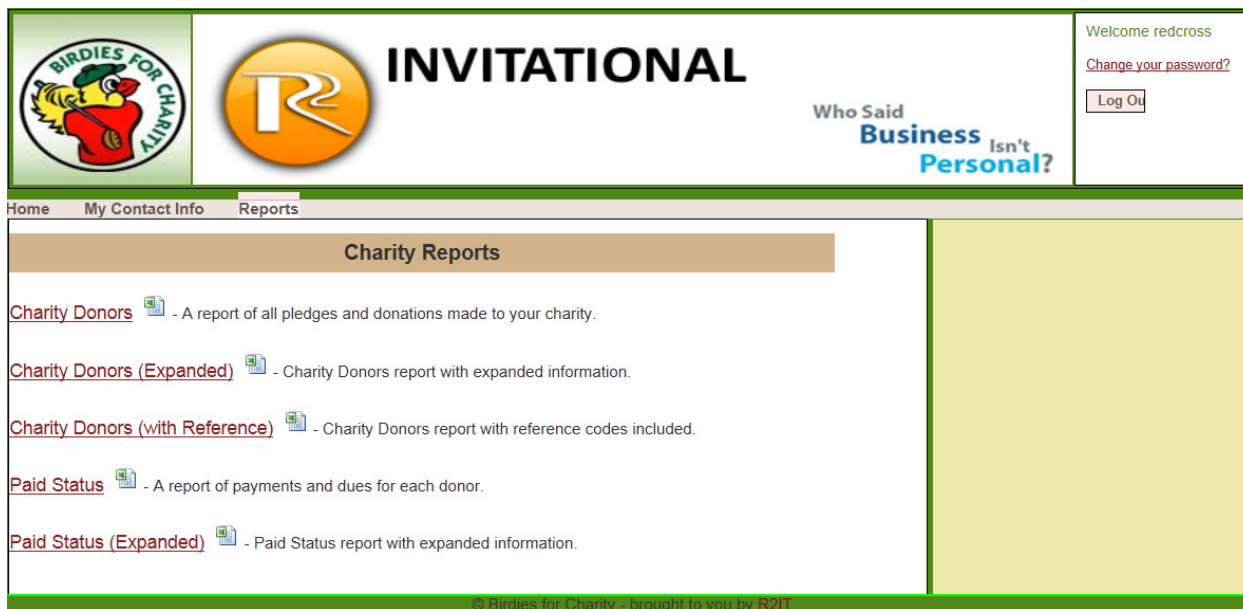 BIRDIES FOR CHARITY
R2
INVITATIONAL
Who Said
Business Isn't
Personal?
Welcome redcross
Change your password?
Log Ou
Home My Contact Info Reports
Charity Reports
Charity Donors - A report of all pledges and donations made to your charity.
Charity Donors (Expanded) - Charity Donors report with expanded information.
Charity Donors (with Reference) - Charity Donors report with reference codes included.
Paid Status - A report of payments and dues for each donor.
Paid Status (Expanded) - Paid Status report with expanded information.
© Birdies for Charity - brought to you by R2IT